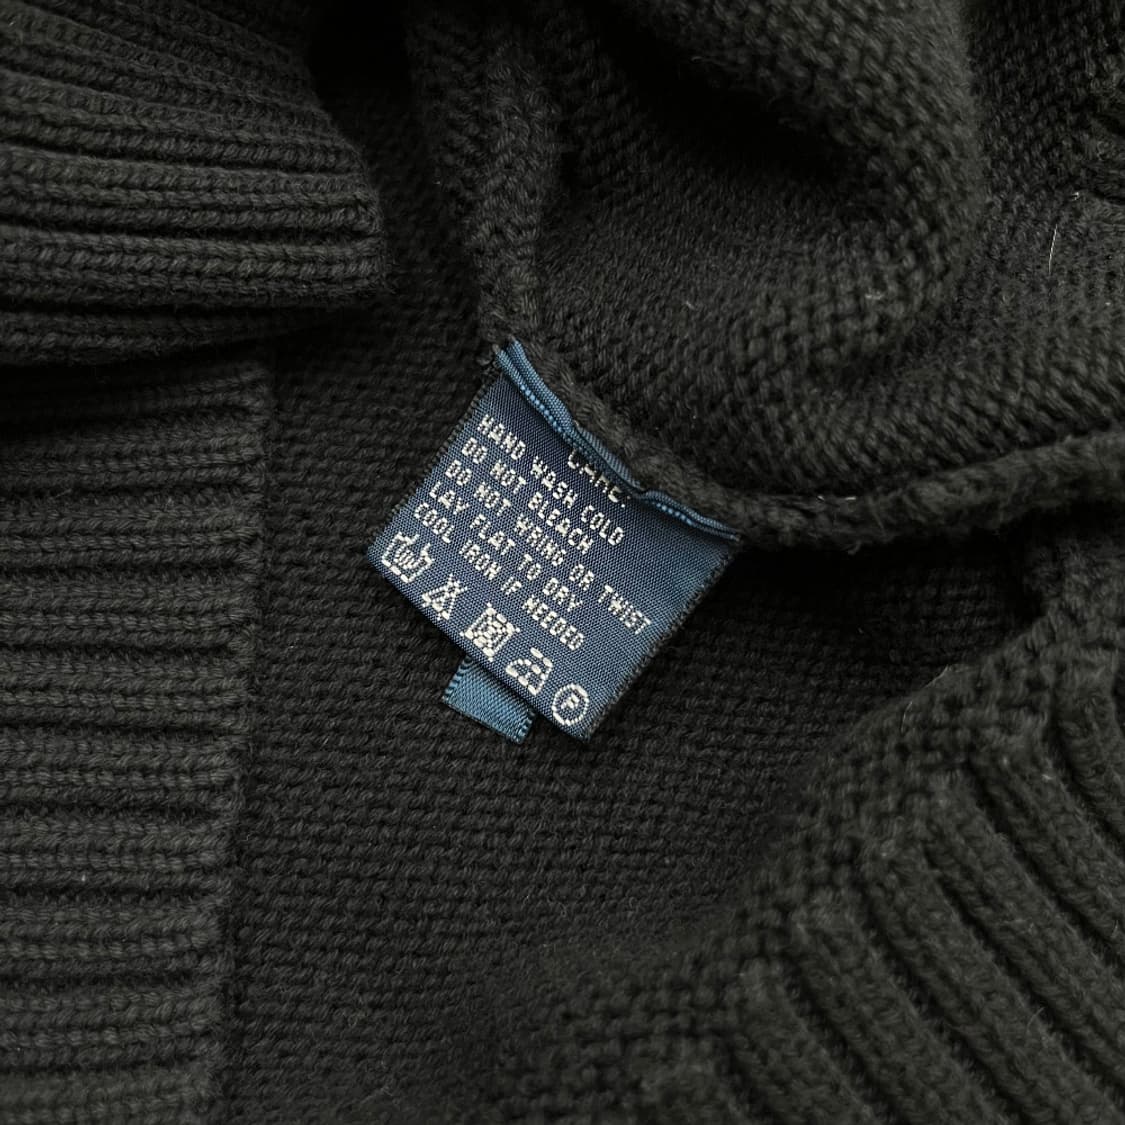 CARE:
HAND WASH COLD
DO NOT BLEACH
DO NOT WRING OR TWIST
LAY FLAT TO DRY
COOL IRON IF NEEDED
P